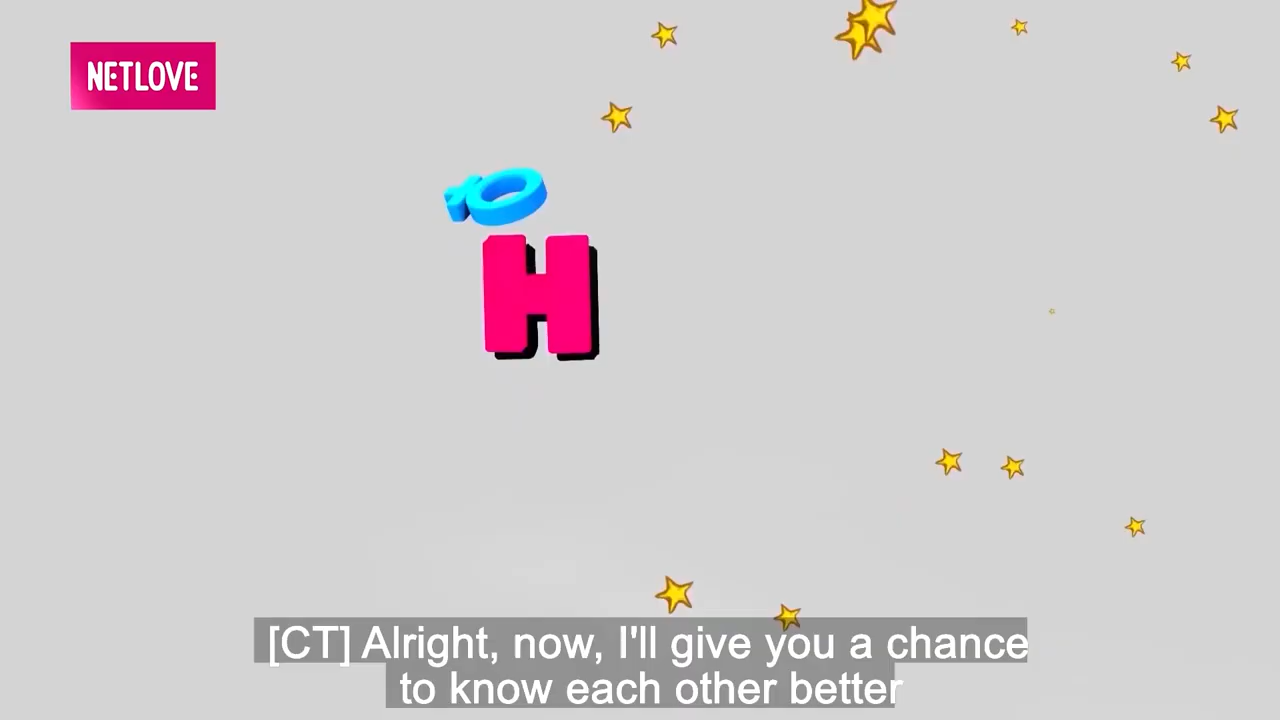 NETLOVE
H
[CT] Alright, now, I'll give you a chance
to know each other better